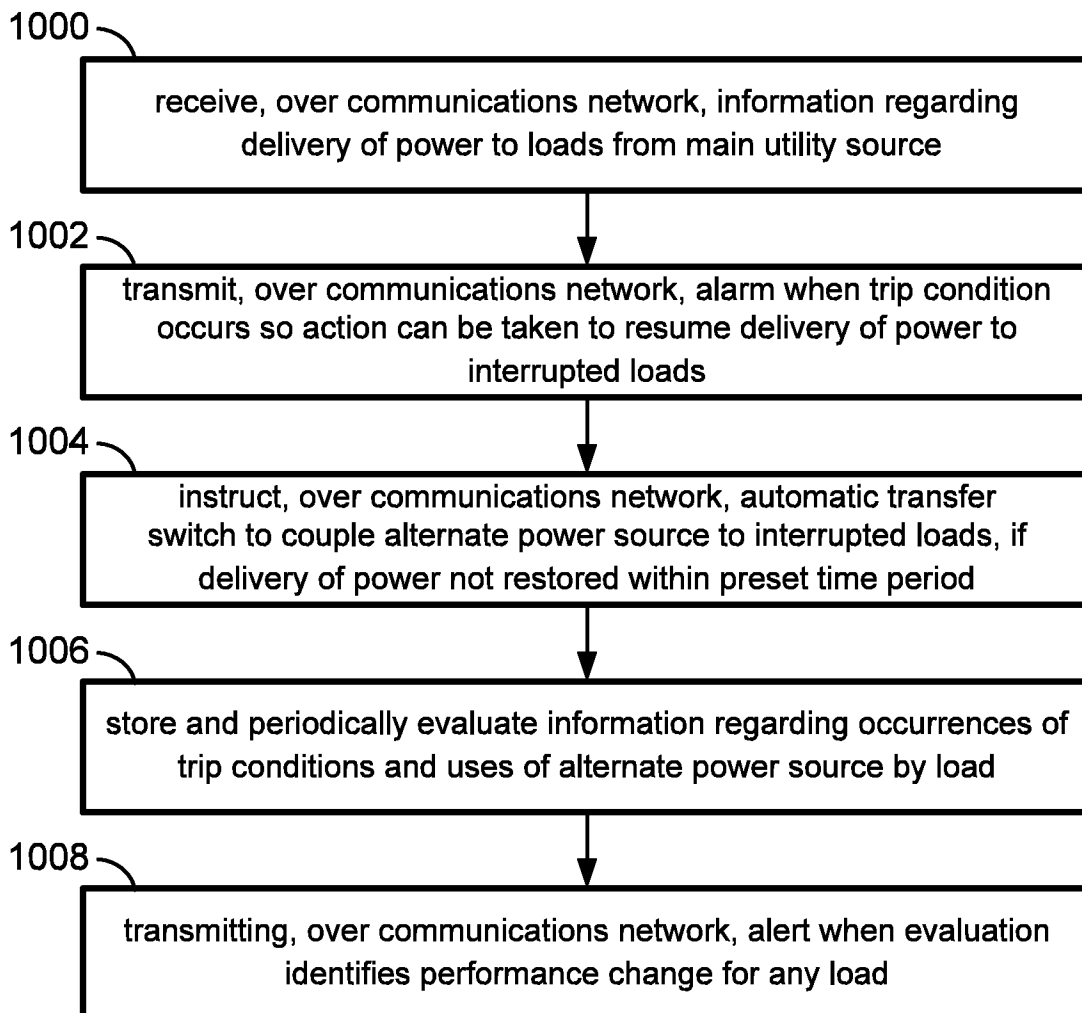 1000
receive, over communications network, information regarding
delivery of power to loads from main utility source
1002
transmit, over communications network, alarm when trip condition
occurs so action can be taken to resume delivery of power to
interrupted loads
1004
instruct, over communications network, automatic transfer
switch to couple alternate power source to interrupted loads, if
delivery of power not restored within preset time period
1006
store and periodically evaluate information regarding occurrences of
trip conditions and uses of alternate power source by load
1008
transmitting, over communications network, alert when evaluation
identifies performance change for any load